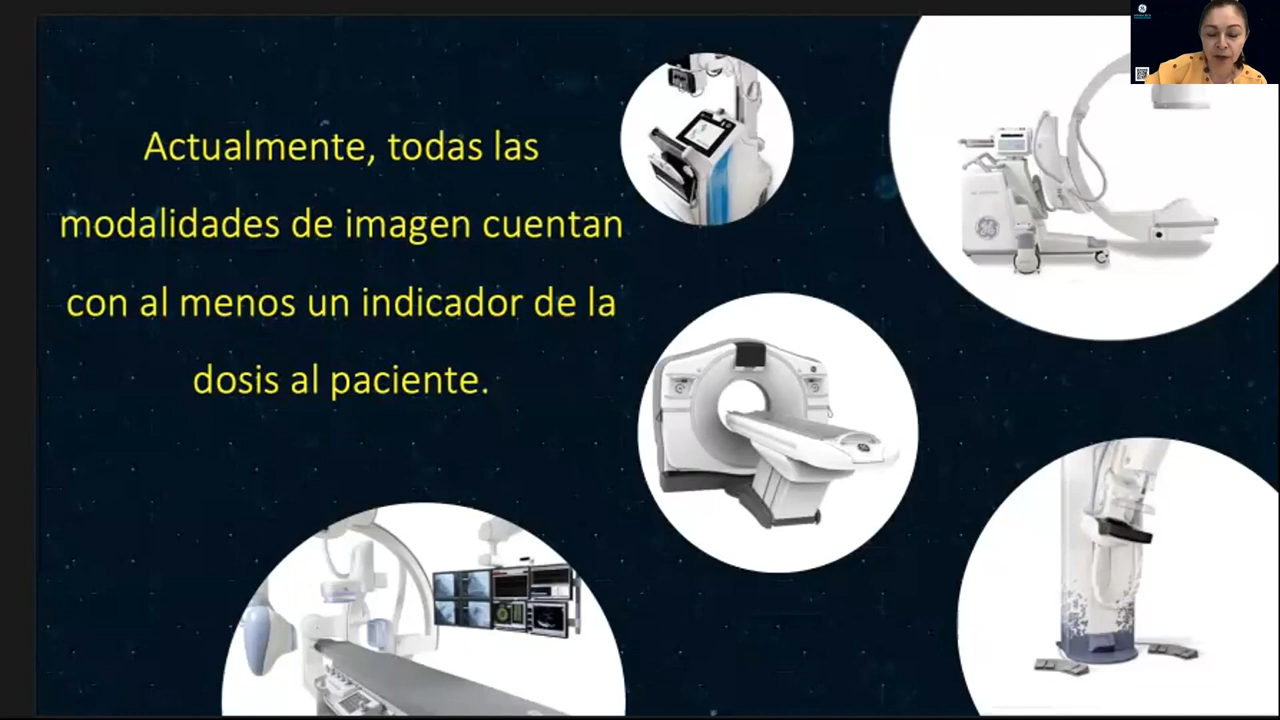 Actualmente, todas las
modalidades de imagen cuentan
con al menos un indicador de la
dosis al paciente.